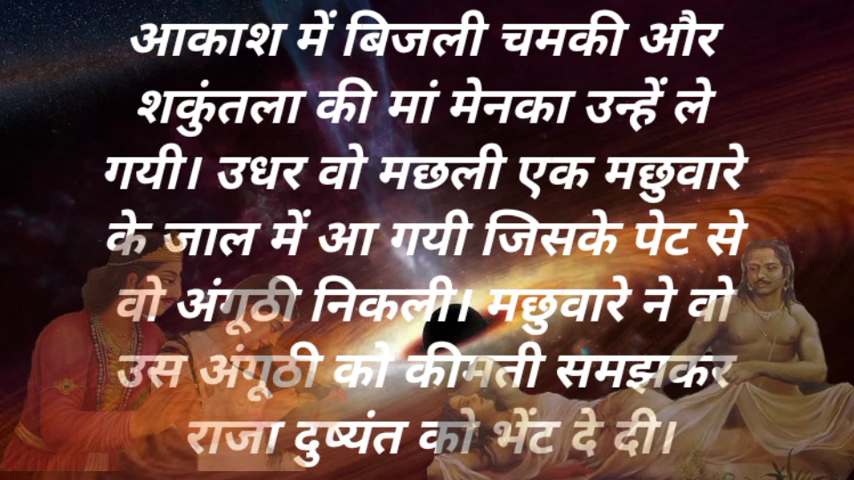 आकाश में बिजली चमकी और
शकुंतला की मां मेनका उन्हें ले
गयी। उधर वो मछली एक मछुवारे
के जाल में आ गयी जिसके पेट से
वो अंगूठी निकली। मछुवारे ने वो
उस अंगूठी को कीमती समझकर
राजा दुष्यंत को भेंट दे दी।